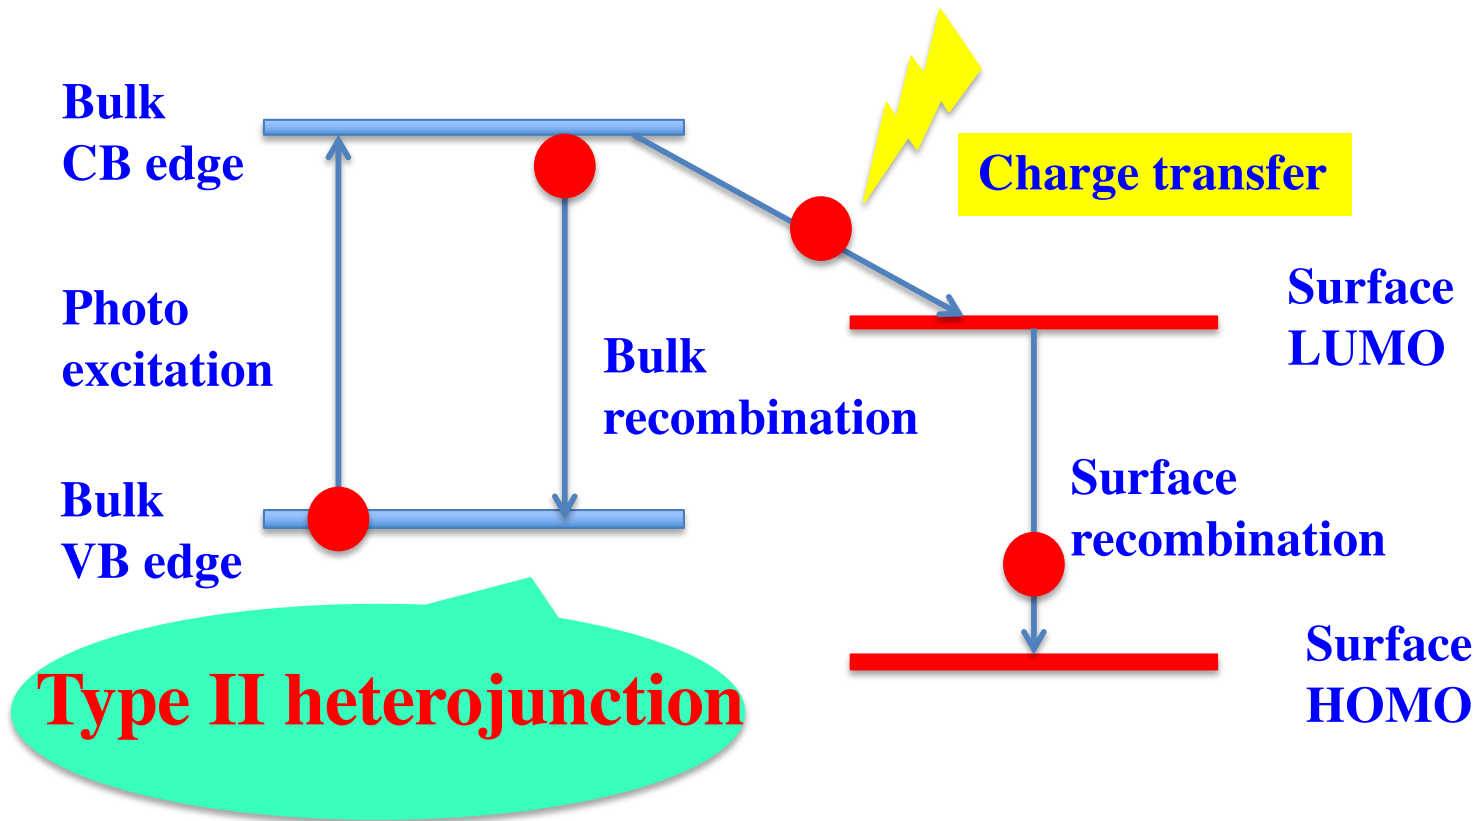 Bulk
CB edge
Charge transfer
Photo
excitation
Surface
LUMO
Bulk
recombination
Bulk
VB edge
Surface
recombination
Surface
HOMO
Type II heterojunction